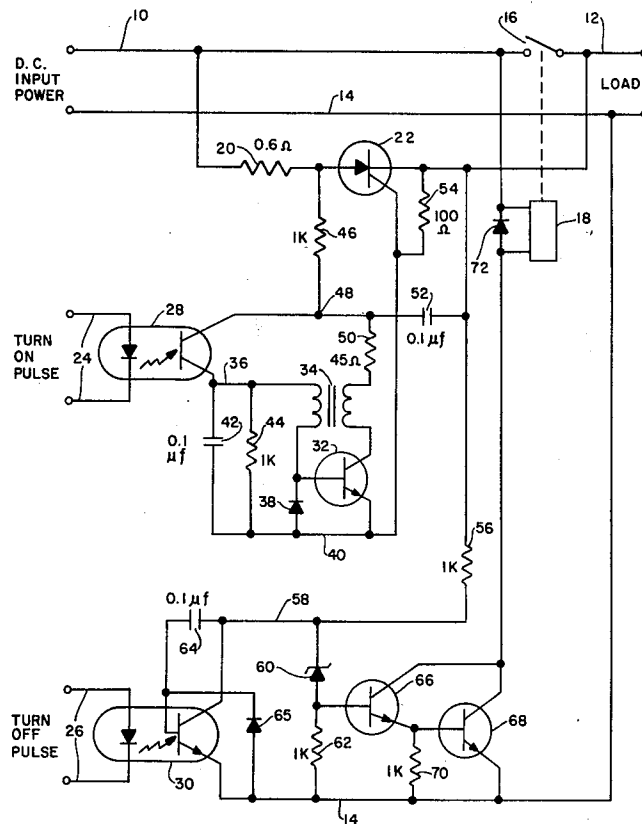 10
16
12
D.C. INPUT POWER
LOAD
14
20
0.6 Ω
22
54
100 Ω
18
72
1K
46
28
48
52
0.1 μf
TURN ON PULSE
24
36
50
45Ω
34
0.1 μf
42
44
1K
32
38
40
56
1K
0.1 μf
64
58
60
66
TURN OFF PULSE
26
65
1K
62
68
1K
70
30
14